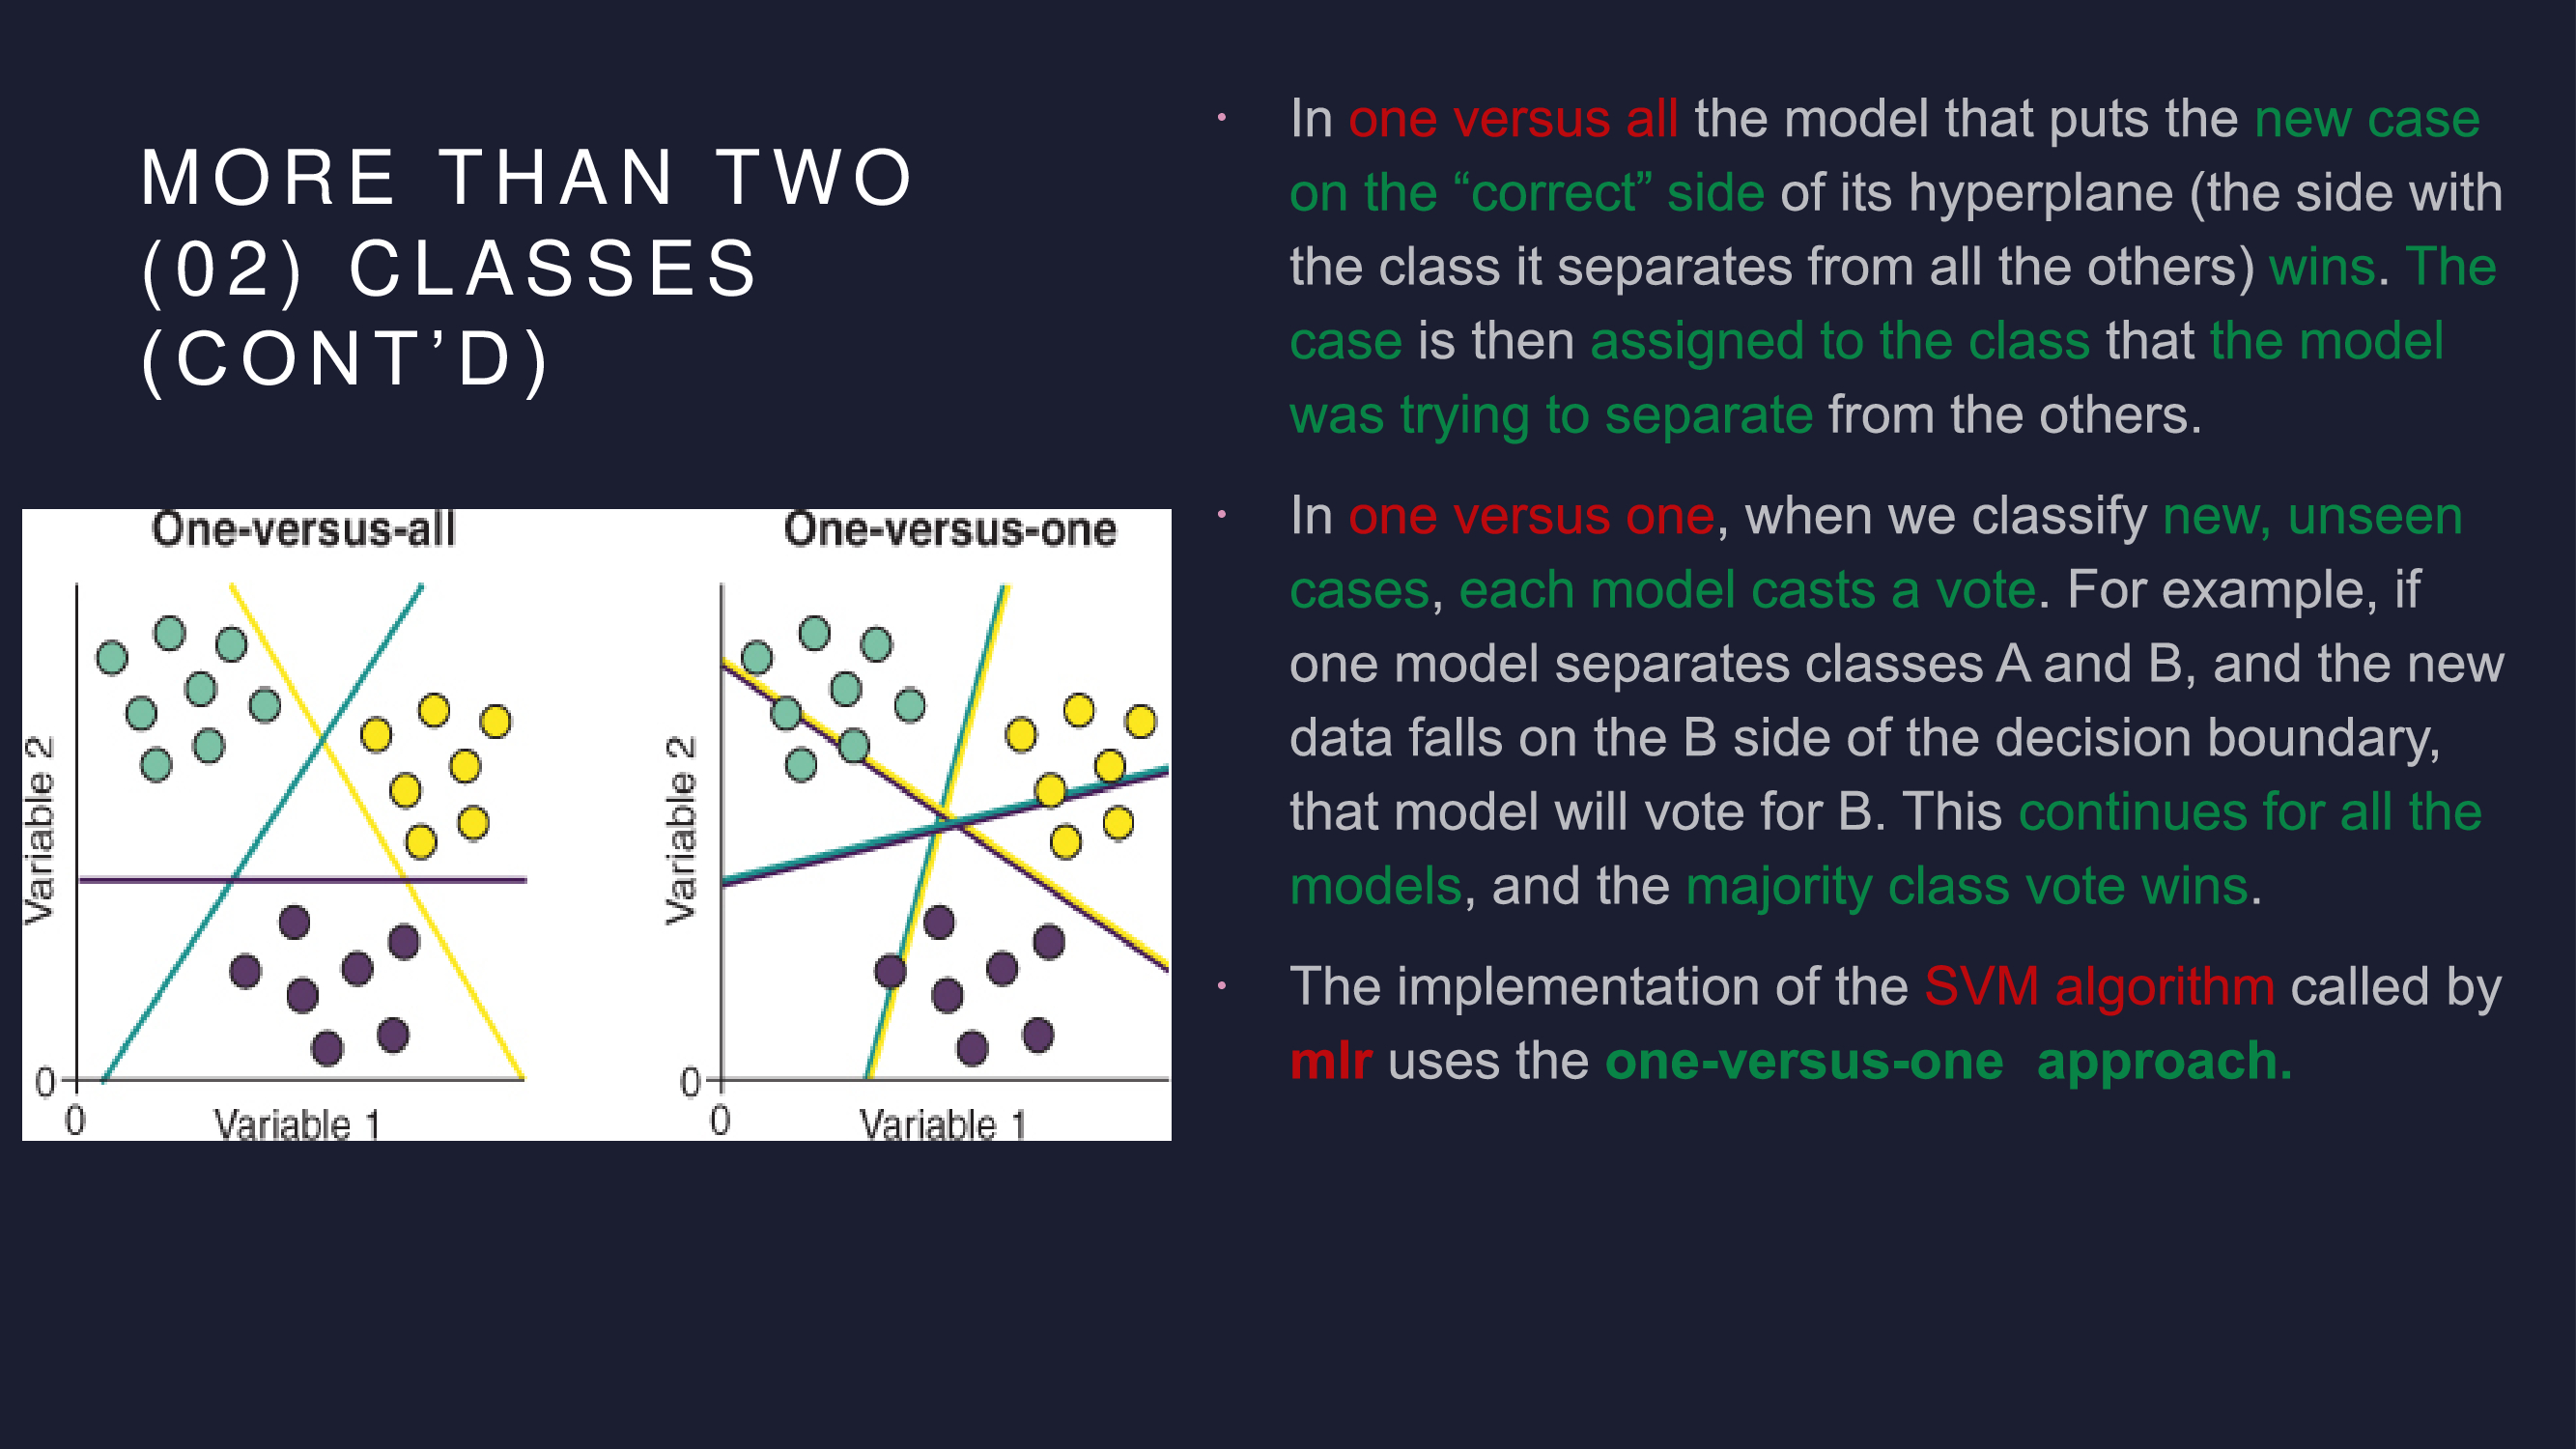 MORE THAN TWO
(02) CLASSES
(CONT’D)
One-versus-all
Variable 2
0
0
Variable 1
One-versus-one
Variable 2
0
0
Variable 1
• In one versus all the model that puts the new case
on the “correct” side of its hyperplane (the side with
the class it separates from all the others) wins. The
case is then assigned to the class that the model
was trying to separate from the others.
• In one versus one, when we classify new, unseen
cases, each model casts a vote. For example, if
one model separates classes A and B, and the new
data falls on the B side of the decision boundary,
that model will vote for B. This continues for all the
models, and the majority class vote wins.
• The implementation of the SVM algorithm called by
mlr uses the one-versus-one approach.